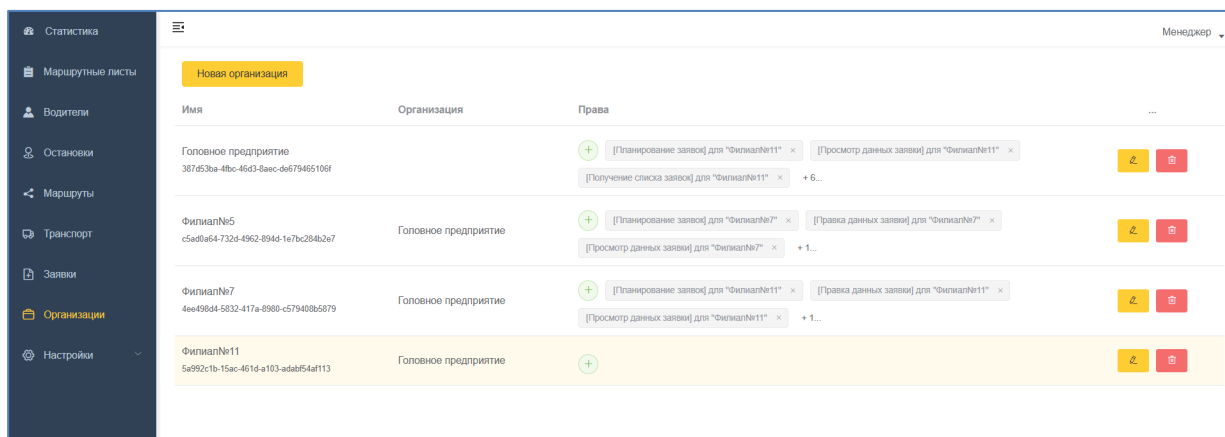 Статистика
Менеджер
Маршрутные листы
Новая организация
Имя Организация Права ...
Водители
Остановки
Головное предприятие
387d53ba-4fbc-46d3-8aec-de679465106f
[Планирование заявок] для "Филиал№11" × [Просмотр данных заявки] для "Филиал№11" ×
[Получение списка заявок] для "Филиал№11" × + 6...
Маршруты
Филиал№5
c5ad0a64-732d-4962-894d-1e7bc284b2e7
Головное предприятие
[Планирование заявок] для "Филиал№7" × [Правка данных заявки] для "Филиал№7" ×
[Просмотр данных заявки] для "Филиал№7" × + 1...
Транспорт
Заявки
Филиал№7
4ee498d4-5832-417a-8980-c579408b5879
Головное предприятие
[Планирование заявок] для "Филиал№11" × [Правка данных заявки] для "Филиал№11" ×
[Просмотр данных заявки] для "Филиал№11" × + 1...
Организации
Настройки
Филиал№11
5a992c1b-15ac-461d-a103-adabf54af113
Головное предприятие